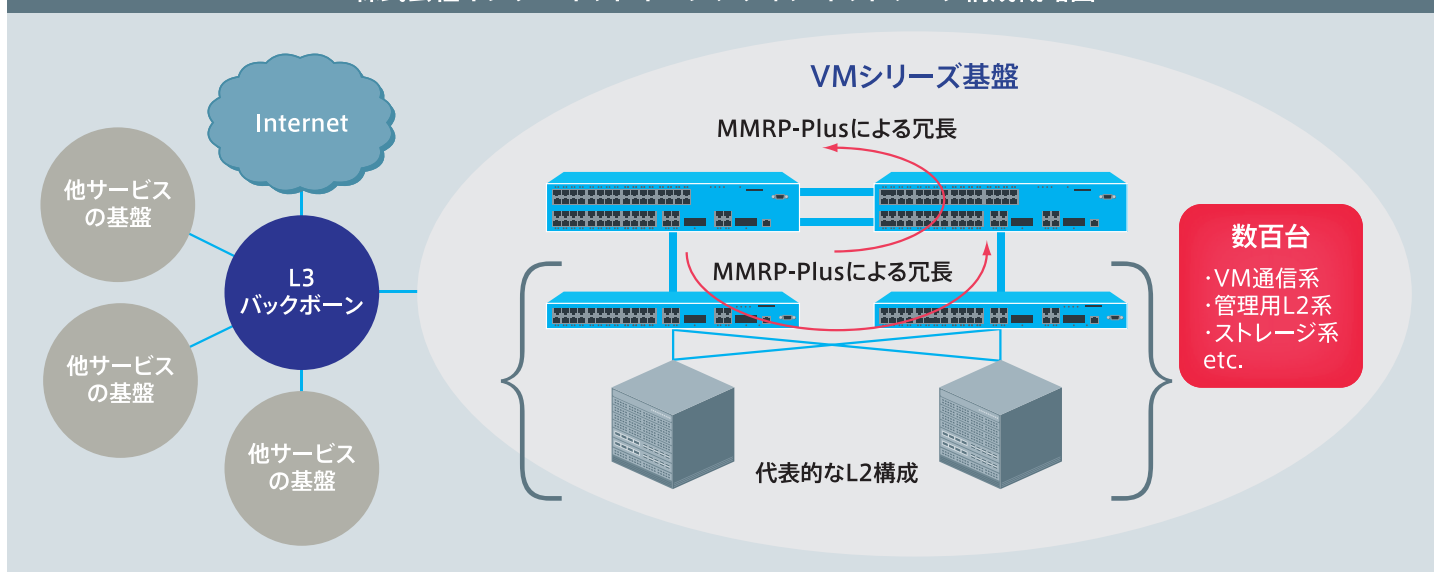 Internet
他サービス
の基盤
L3
バックボーン
他サービス
の基盤
他サービス
の基盤
VMシリーズ基盤
MMRP-Plusによる冗長
MMRP-Plusによる冗長
代表的なL2構成
数百台
・VM通信系
・管理用L2系
・ストレージ系
etc.